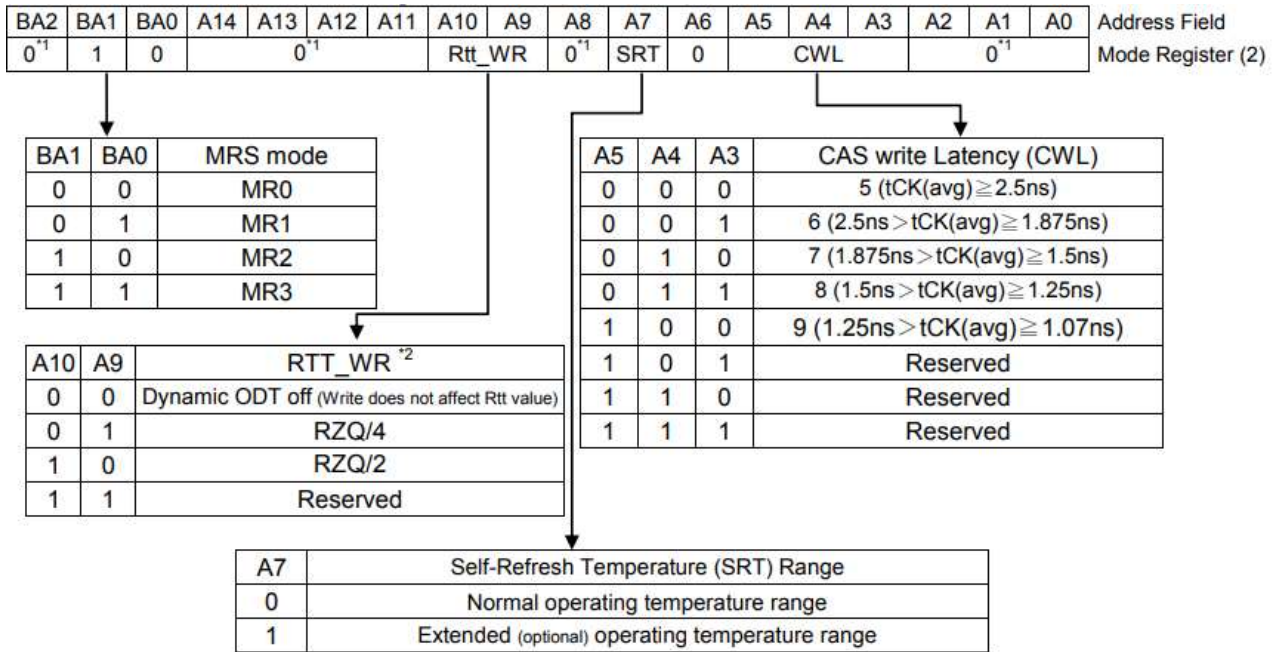 BA2 BA1 BA0 A14 A13 A12 A11 A10 A9 A8 A7 A6 A5 A4 A3 A2 A1 A0 Address Field
0*1 1 0 0*1 Rtt_WR 0*1 SRT 0 CWL 0*1 Mode Register (2)
BA1 BA0 MRS mode
0 0 MR0
0 1 MR1
1 0 MR2
1 1 MR3
A5 A4 A3 CAS write Latency (CWL)
0 0 0 5 (tCK(avg)≧2.5ns)
0 0 1 6 (2.5ns>tCK(avg)≧1.875ns)
0 1 0 7 (1.875ns>tCK(avg)≧1.5ns)
0 1 1 8 (1.5ns>tCK(avg)≧1.25ns)
1 0 0 9 (1.25ns>tCK(avg)≧1.07ns)
1 0 1 Reserved
1 1 0 Reserved
1 1 1 Reserved
A10 A9 RTT_WR *2
0 0 Dynamic ODT off (Write does not affect Rtt value)
0 1 RZQ/4
1 0 RZQ/2
1 1 Reserved
A7 Self-Refresh Temperature (SRT) Range
0 Normal operating temperature range
1 Extended (optional) operating temperature range